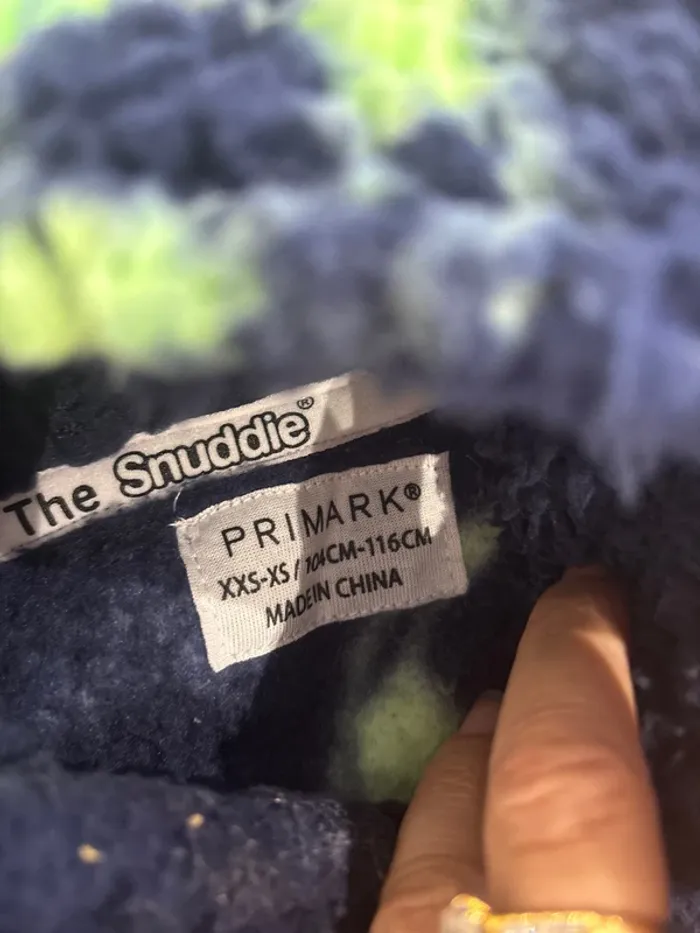 The Snuddie®
PRIMARK®
XXS-XS / 104CM-116CM
MADE IN CHINA